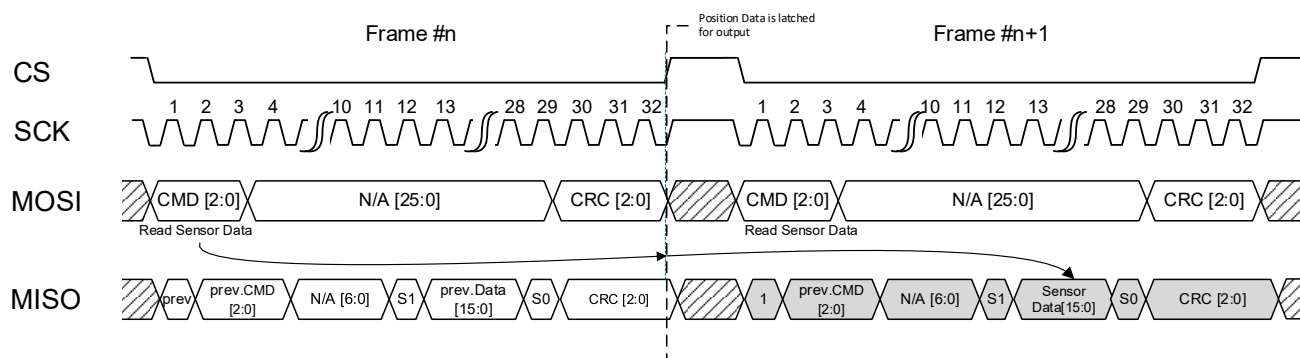 Frame #n
Position Data is latched
for output
Frame #n+1
CS
1 2 3 4 10 11 12 13 28 29 30 31 32 1 2 3 4 10 11 12 13 28 29 30 31 32
SCK
MOSI
CMD [2:0]
N/A [25:0]
CRC [2:0]
CMD [2:0]
N/A [25:0]
CRC [2:0]
Read Sensor Data
Read Sensor Data
MISO
prev
prev.CMD
[2:0]
N/A [6:0]
S1
prev.Data
[15:0]
S0
CRC [2:0]
1
prev.CMD
[2:0]
N/A [6:0]
S1
Sensor
Data[15:0]
S0
CRC [2:0]